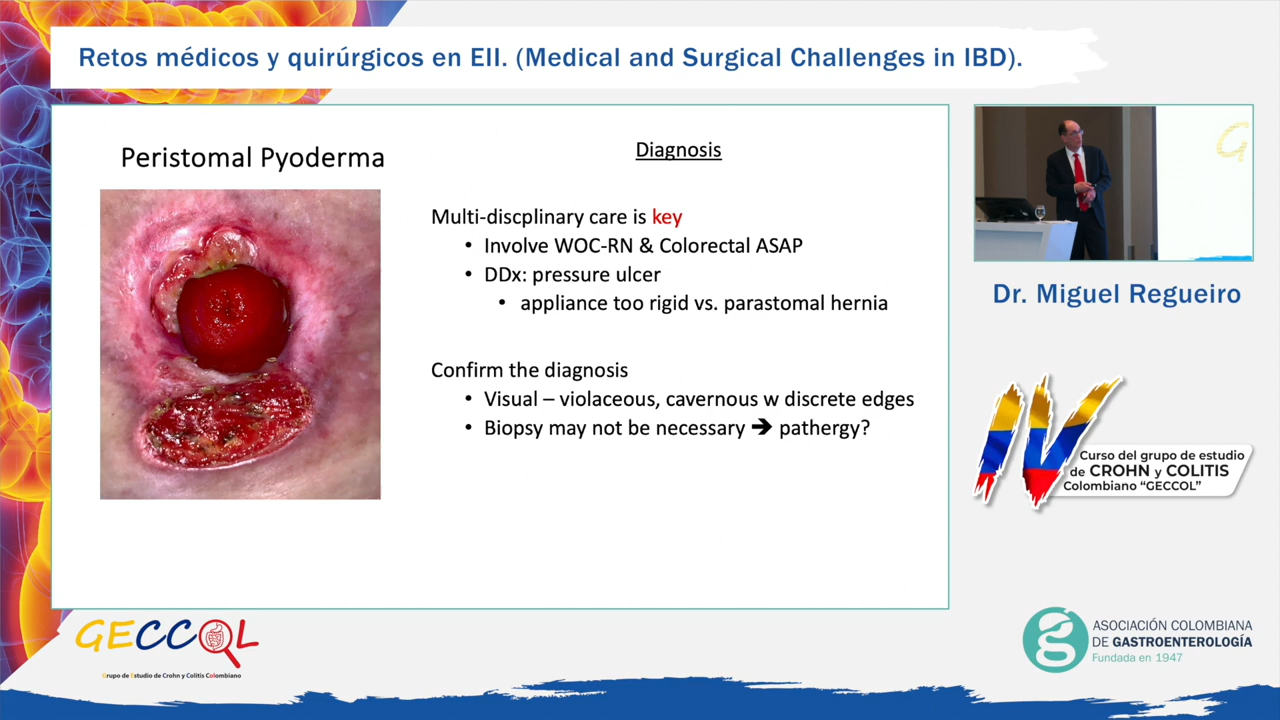 Retos médicos y quirúrgicos en EII. (Medical and Surgical Challenges in IBD).
Peristomal Pyoderma
Diagnosis
Multi-discplinary care is key
• Involve WOC-RN & Colorectal ASAP
• DDx: pressure ulcer
• appliance too rigid vs. parastomal hernia
Confirm the diagnosis
• Visual – violaceous, cavernous w discrete edges
• Biopsy may not be necessary ➔ pathergy?
G
Dr. Miguel Regueiro
IV
Curso del grupo de estudio
de CROHN y COLITIS
Colombiano “GECCOL”
GECCOL
Grupo de Estudio de Crohn y Colitis Colombiano
g
ASOCIACIÓN COLOMBIANA
DE GASTROENTEROLOGÍA
Fundada en 1947